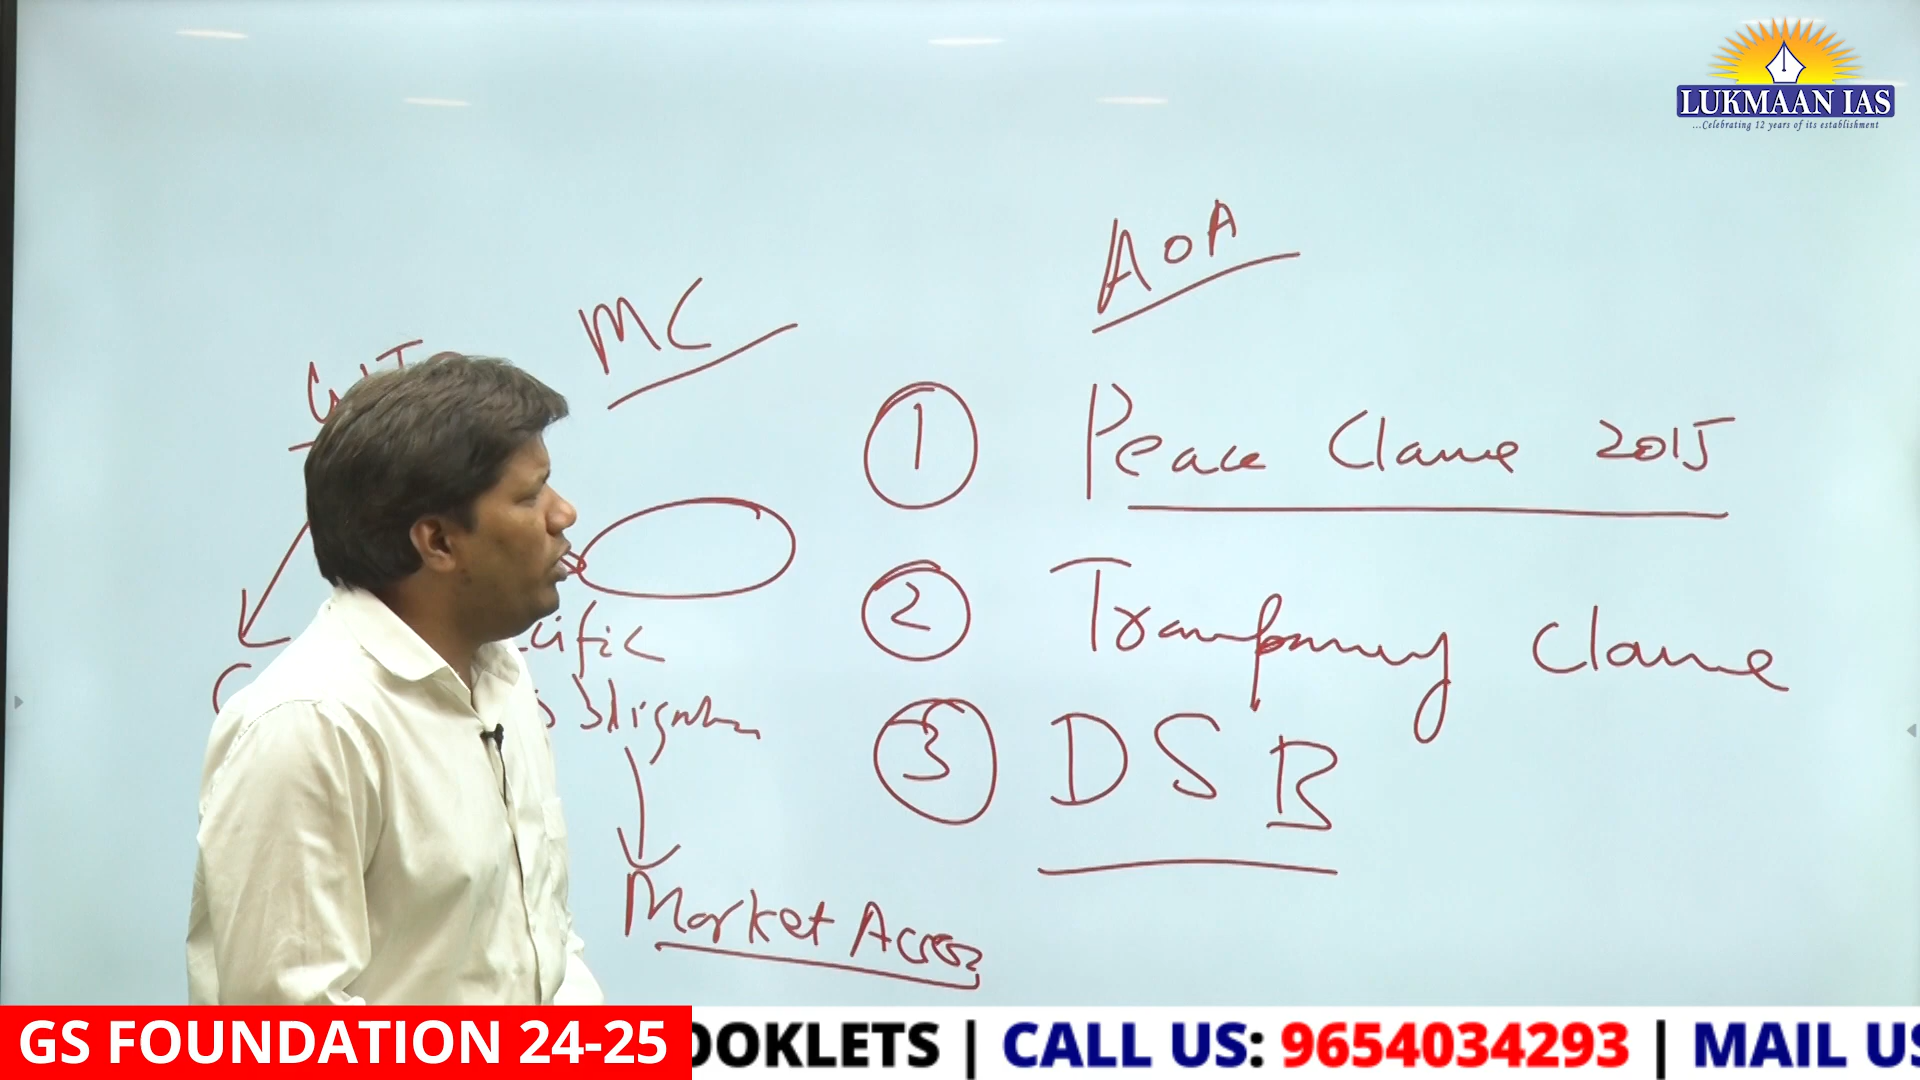 LUKMAAN IAS
...Celebrating 12 years of its establishment
AOA
MC
1 Peace Clause 2015
2 Transparency Clause
3 DSB
Market Access
GS FOUNDATION 24-25
OOKLETS | CALL US: 9654034293 | MAIL US